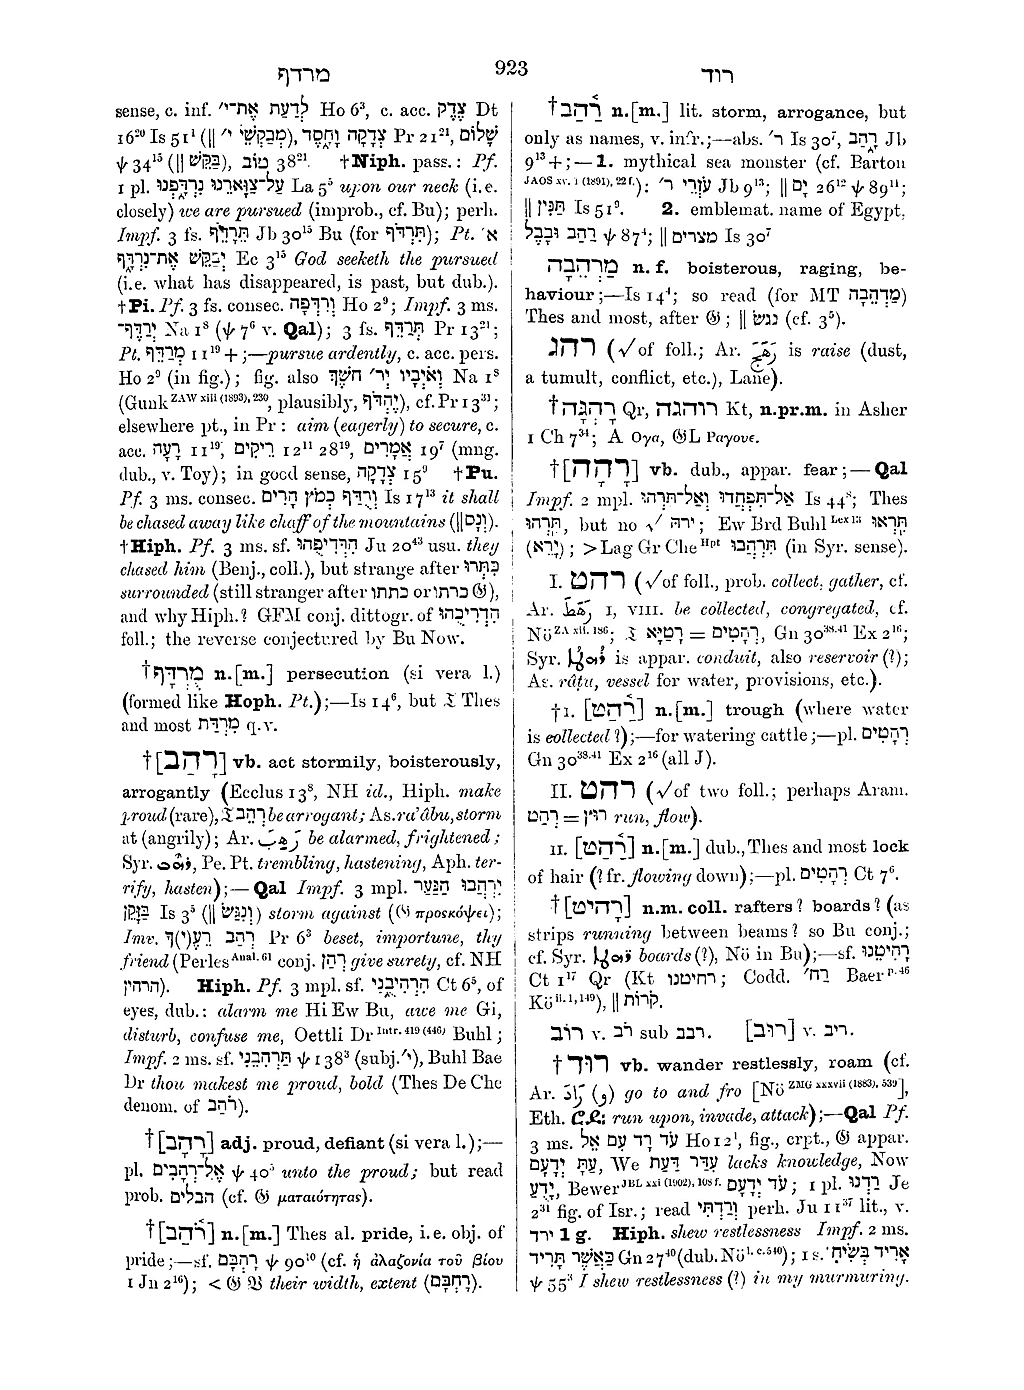 מרדף 923 רוד
sense, c. inf. לָדַעַת אֶת־י׳ Ho 6³, c. acc. צֶדֶק Dt
16²⁰ Is 51¹ (|| מְבַקְשֵׁי י׳), צְדָקָה וָחֶסֶד Pr 21²¹, שָׁלוֹם
ψ 34¹⁵ (|| בַּקֵּשׁ), טוֹב 38²¹. †Niph. pass.: Pf.
1 pl. עַל־צַוָּארֵנוּ נִרְדָּפְנוּ La 5⁵ upon our neck (i.e.
closely) we are pursued (improb., cf. Bu); perh.
Impf. 3 fs. תֵּרָדֵף Jb 30¹⁵ Bu (for תִּרְדֹּף); Pt. א׳
יְבַקֵּשׁ אֶת־נִרְדָּף Ec 3¹⁵ God seeketh the pursued
(i.e. what has disappeared, is past, but dub.).
†Pi. Pf. 3 fs. consec. וְרִדְּפָה Ho 2⁹; Impf. 3 ms.
יְרַדֶּף־ Na 1⁸ (ψ 7⁶ v. Qal); 3 fs. תְּרַדֵּף Pr 13²¹;
Pt. מְרַדֵּף 11¹⁹ + ;—pursue ardently, c. acc. pers.
Ho 2⁹ (in fig.); fig. also וְאֹיְבָיו יְר׳ חשֶׁךְ Na 1⁸
(Gunk ZAW xiii (1893), 230, plausibly, יֶהְדֹּף), cf. Pr 13²¹;
elsewhere pt., in Pr : aim (eagerly) to secure, c.
acc. רָעָה 11¹⁹, רֵיקִים 12¹¹ 28¹⁹, אֲמָרִים 19⁷ (mng.
dub., v. Toy); in good sense, צְדָקָה 15⁹ †Pu.
Pf. 3 ms. consec. וְרֻדַּף כְּמֹץ הָרִים Is 17¹³ it shall
be chased away like chaff of the mountains (|| וְנָס).
†Hiph. Pf. 3 ms. sf. הִרְדִיפֻהוּ Ju 20⁴³ usu. they
chased him (Benj., coll.), but strange after כִּתְּרוּ
surrounded (still stranger after כתתו or כרתו 𝔊),
and why Hiph.? GFM conj. dittogr. of הִדְרִיכֻהוּ
foll.; the reverse conjectured by Bu Now.
†מֻרְדָּף n.[m.] persecution (si vera l.)
(formed like Hoph. Pt.);—Is 14⁶, but 𝔗 Thes
and most מִרְדַּת q.v.
†[רָהַב] vb. act stormily, boisterously,
arrogantly (Ecclus 13⁸, NH id., Hiph. make
proud (rare), 𝔗 רְהֵב be arrogant; As. ra’âbu, storm
at (angrily); Ar. رَهِبَ be alarmed, frightened;
Syr. ܪܗܒ, Pe. Pt. trembling, hastening, Aph. ter-
rify, hasten);—Qal Impf. 3 mpl. יִרְהֲבוּ הַנַּעַר
בַּזָּקֵן Is 3⁵ (|| וְנִגַּשׂ) storm against (𝔊 προσκόψει);
Imv. רְהַב רֵעֶ(י)ךָ Pr 6³ beset, importune, thy
friend (Perles Anal. 61 conj. רְהַן give surety, cf. NH
הרהין). Hiph. Pf. 3 mpl. sf. הִרְהִיבֻנִי Ct 6⁵, of
eyes, dub.: alarm me Hi Ew Bu, awe me Gi,
disturb, confuse me, Oettli Dr Intr. 419 (446) Buhl;
Impf. 2 ms. sf. תַּרְהִבֵנִי ψ 138³ (subj. י׳), Buhl Bae
Dr thou makest me proud, bold (Thes De Che
denom. of רֹהַב).
†[רָהָב] adj. proud, defiant (si vera l.);—
pl. אֶל־רְהָבִים ψ 40⁵ unto the proud; but read
prob. הבלים (cf. 𝔊 ματαιότητας).
†[רֹהַב] n.[m.] Thes al. pride, i.e. obj. of
pride;—sf. רָהְבָּם ψ 90¹⁰ (cf. ἡ ἀλαζονία τοῦ βίου
1 Jn 2¹⁶); < 𝔊 𝔙 their width, extent (רָחְבָּם).
†רַהַב n.[m.] lit. storm, arrogance, but
only as names, v. infr.;—abs. ר׳ Is 30⁷, רָהַב Jb
9¹³ + ;—1. mythical sea monster (cf. Barton
JAOS xv. 1 (1891), 22 f.): עֹזְרֵי ר׳ Jb 9¹³; || יָם 26¹² ψ 89¹¹;
|| תַּנִּין Is 51⁹. 2. emblemat. name of Egypt,
רַהַב וּבָבֶל ψ 87⁴; || מצרים Is 30⁷
מַרְהֵבָה n. f. boisterous, raging, be-
haviour;—Is 14⁴; so read (for MT מַדְהֵבָה)
Thes and most, after 𝔊; || נגשׂ (cf. 3⁵).
רהג (√of foll.; Ar. رَهَّجَ is raise (dust,
a tumult, conflict, etc.), Lane).
†רָהְגָּה Qr, רוהגה Kt, n.pr.m. in Asher
1 Ch 7³⁴; A Ογα, 𝔊L Ραγουε.
†[רָהָה] vb. dub., appar. fear;—Qal
Impf. 2 mpl. אַל־תִּפְחֲדוּ וְאַל־תִּרְהוּ Is 44⁸; Thes
תִּרְהוּ, but no √ ירה; Ew Brd Buhl Lex 13 תִּירְאוּ
(יָרֵא); >Lag Gr Che Hpt תִּרְהֲבוּ (in Syr. sense).
I. רהט (√of foll., prob. collect, gather, cf.
Ar. رَهَطَ I, VIII. be collected, congregated, cf.
Nö ZA xii. 186; 𝔗 רָטַיָּא = רָהֳטִים, Gn 30³⁸·⁴¹ Ex 2¹⁶;
Syr. ܪܗܛܐ is appar. conduit, also reservoir (?);
As. râṭu, vessel for water, provisions, etc.).
†I. [רַהַט] n.[m.] trough (where water
is collected?);—for watering cattle;—pl. רְהָטִים
Gn 30³⁸·⁴¹ Ex 2¹⁶ (all J).
II. רהט (√of two foll.; perhaps Aram.
רְהַט = רוּץ run, flow).
II. [רַהַט] n.[m.] dub., Thes and most lock
of hair (? fr. flowing down);—pl. רְהָטִים Ct 7⁶.
†[רָהִיט] n.m. coll. rafters? boards? (as
strips running between beams? so Bu conj.;
cf. Syr. ܪܗܛܐ boards (?), Nö in Bu);—sf. רָהִיטֵנוּ
Ct 1¹⁷ Qr (Kt רחיטנו; Codd. רח׳ Baer p. 46
Kö ii. 1, 149), || קֹרוֹת.
רוֹב v. רֹב sub רבב. [רוּב] v. ריב.
†רוּד vb. wander restlessly, roam (cf.
Ar. رَادَ (و) go to and fro [Nö ZMG xxxvii (1883), 539],
Eth. ሮደ: run upon, invade, attack);—Qal Pf.
3 ms. עֹד רָד עִם אֵל Ho 12¹, fig., crpt., 𝔊 appar.
עַתָּ יְדָעָם, We עֹדֵר דַּעַת lacks knowledge, Now
יָדֻעַ, Bewer JBL xxi (1902), 108 f. עֹד יְדָעָם; 1 pl. רַדְנוּ Je
2³¹ fig. of Isr.; read וְרַדְתִּי perh. Ju 11³⁷ lit., v.
ירד 1 g. Hiph. shew restlessness Impf. 2 ms.
כַּאֲשֶׁר תָּרִיד Gn 27⁴⁰ (dub. Nö l. c. 540); 1 s. אָרִיד בְּשִׂיחִי
ψ 55³ I shew restlessness (?) in my murmuring.